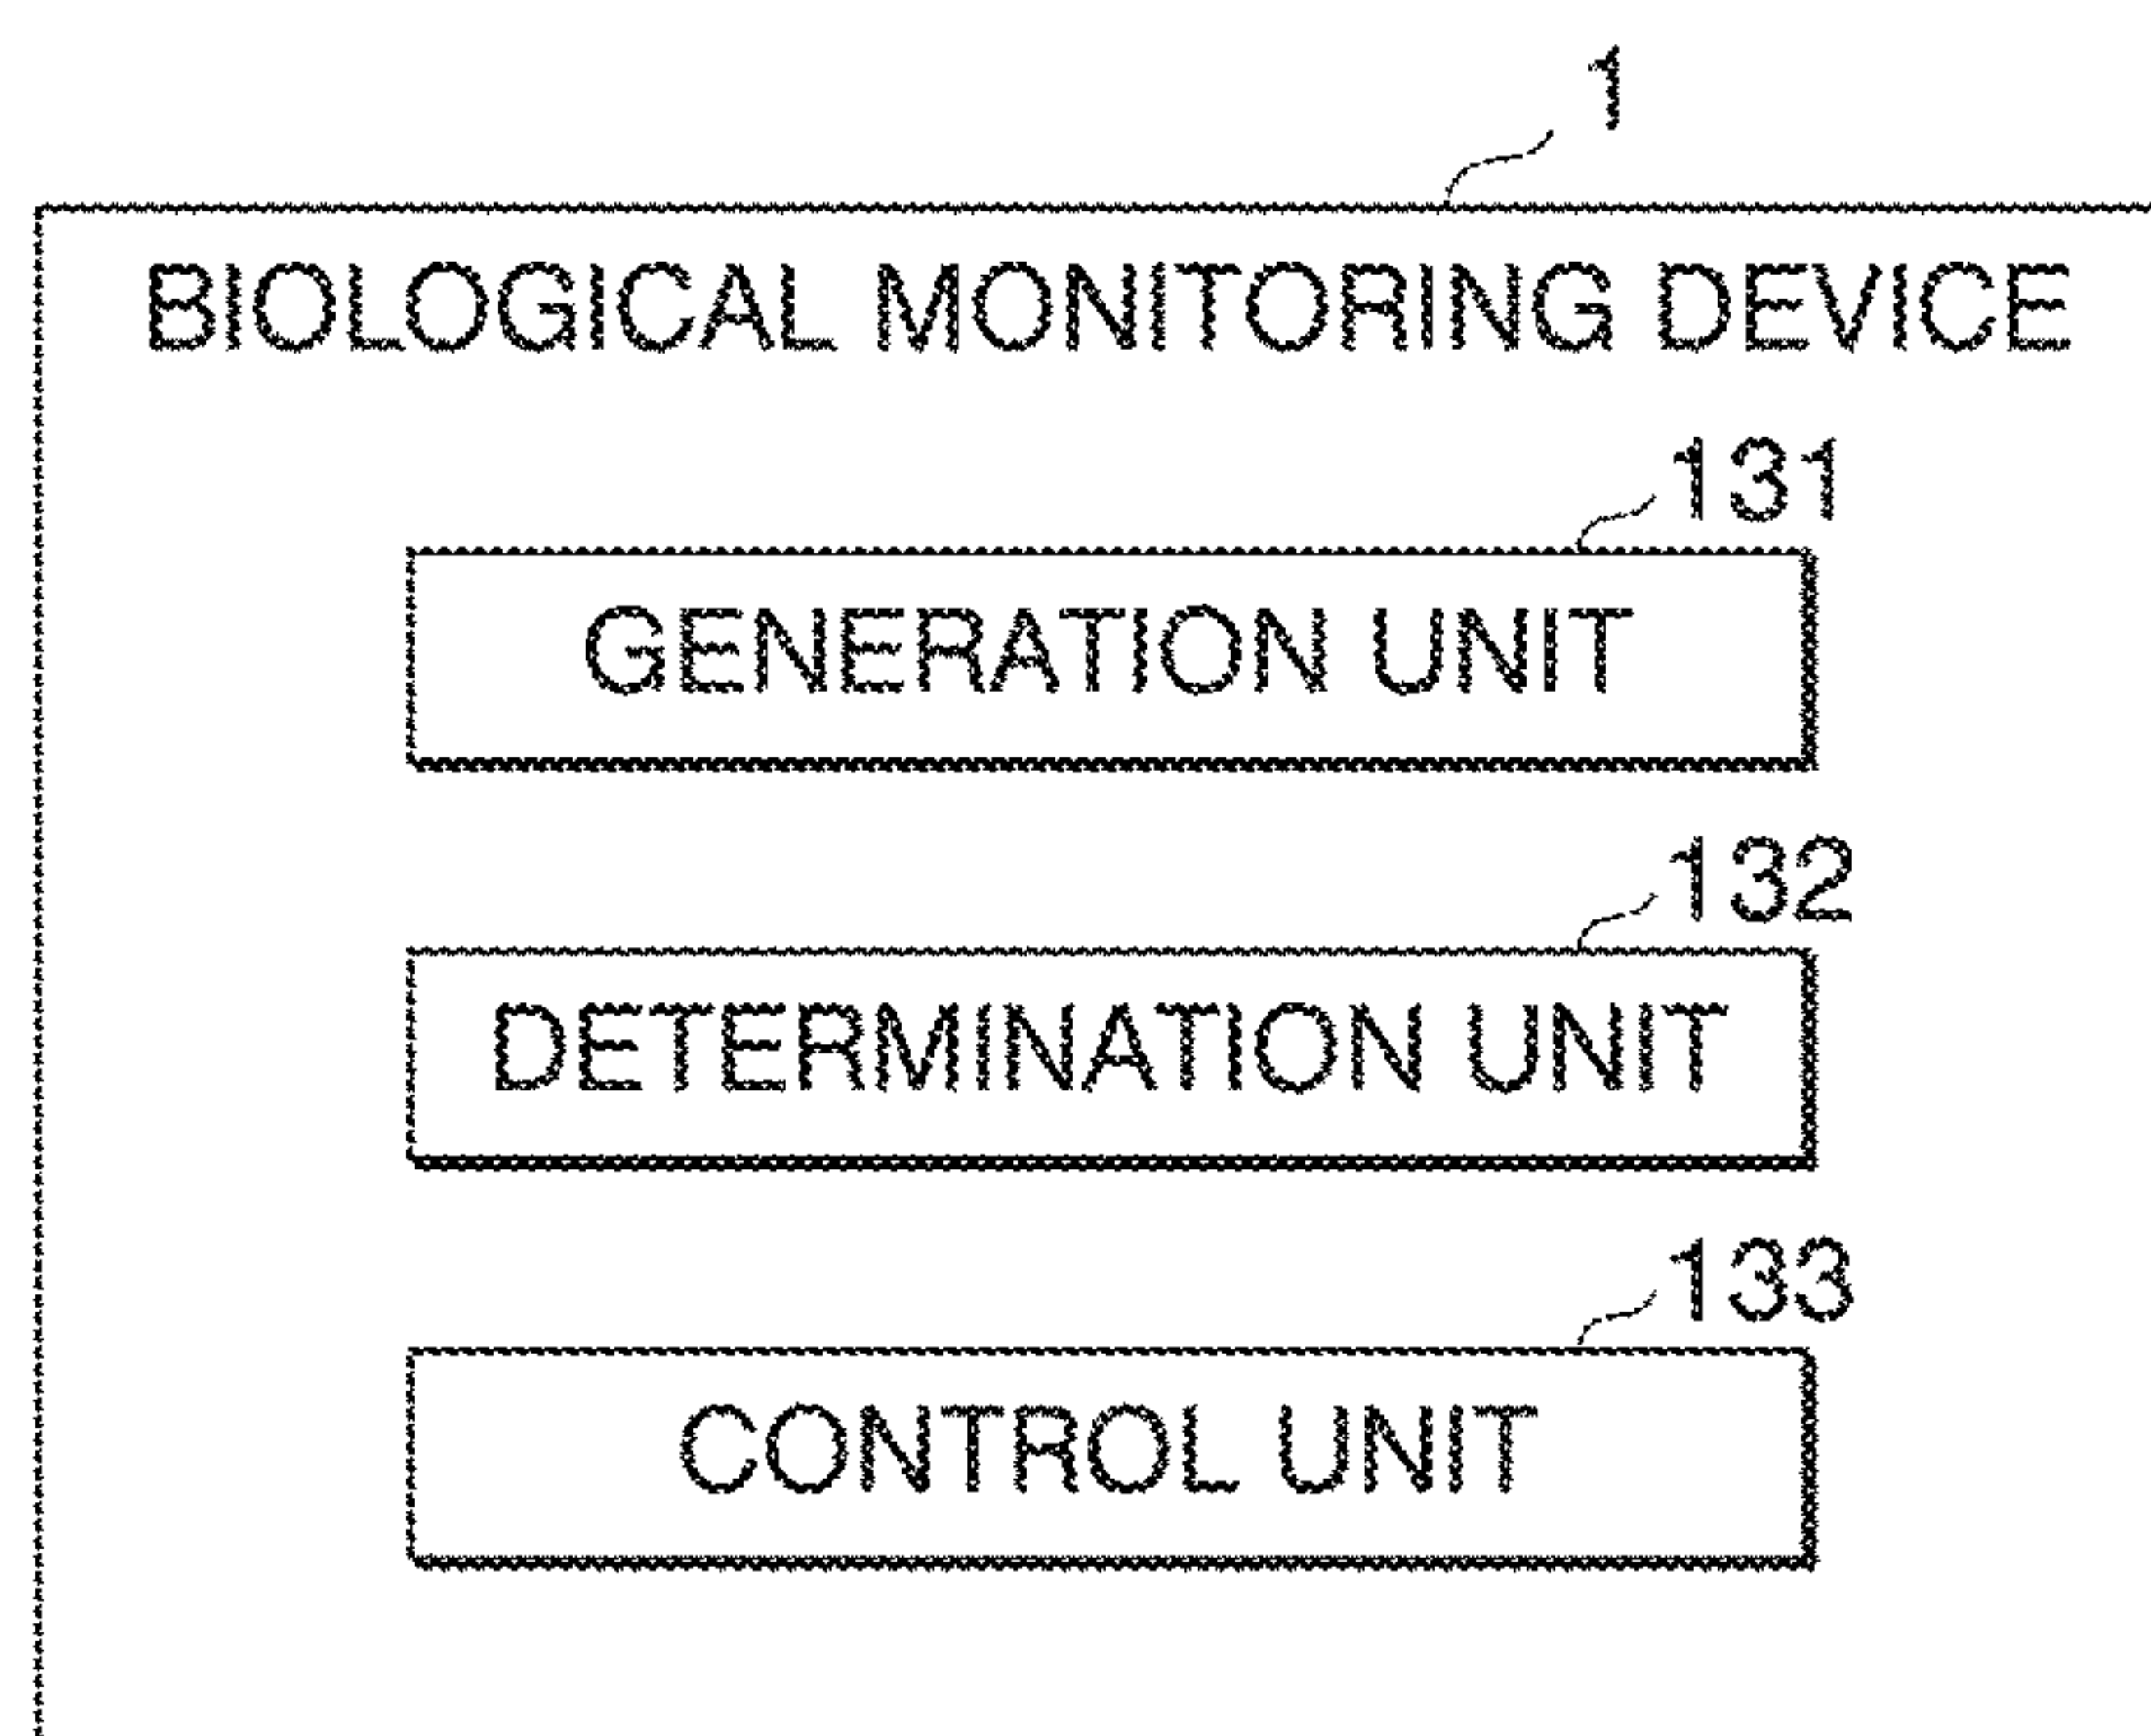 1
BIOLOGICAL MONITORING DEVICE
131
GENERATION UNIT
132
DETERMINATION UNIT
133
CONTROL UNIT